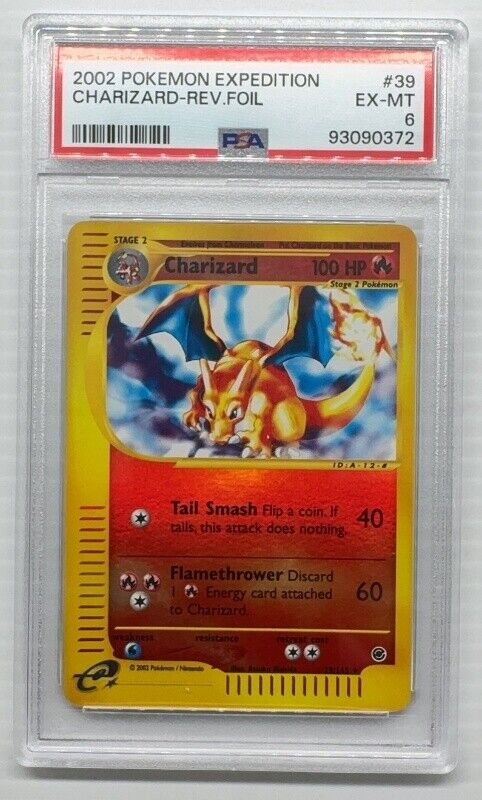 2002 POKEMON EXPEDITION #39
CHARIZARD-REV.FOIL EX-MT
PSA 6
93090372
STAGE 2 Evolves from Charmeleon Put Charizard on the Basic Pokémon
Charizard 100 HP
Stage 2 Pokémon
ID:A-12-#
Tail Smash Flip a coin. If
tails, this attack does nothing. 40
Flamethrower Discard
1 Energy card attached 60
to Charizard.
weakness resistance retreat cost
© 2002 Pokémon / Nintendo
e